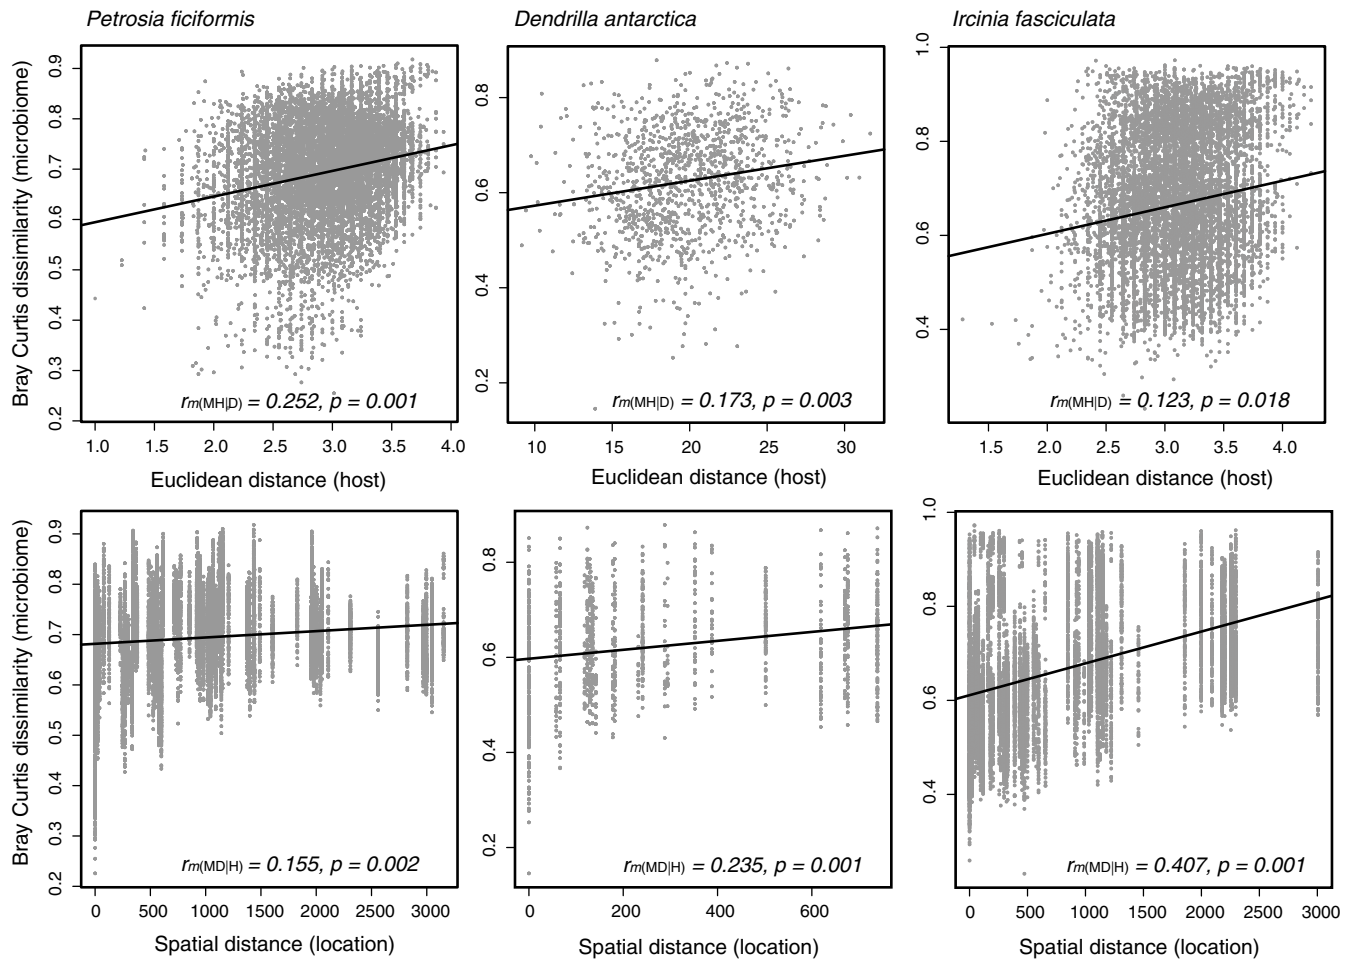 Petrosia ficiformis
Dendrilla antarctica
Ircinia fasciculata
Bray Curtis dissimilarity (microbiome)
0.9
0.8
0.7
0.6
0.5
0.4
0.3
0.2
rm(MH|D) = 0.252, p = 0.001
1.0 1.5 2.0 2.5 3.0 3.5 4.0
Euclidean distance (host)
0.8
0.6
0.4
0.2
rm(MH|D) = 0.173, p = 0.003
10 15 20 25 30
Euclidean distance (host)
1.0
0.8
0.6
0.4
rm(MH|D) = 0.123, p = 0.018
1.5 2.0 2.5 3.0 3.5 4.0
Euclidean distance (host)
Bray Curtis dissimilarity (microbiome)
0.9
0.8
0.7
0.6
0.5
0.4
0.3
0.2
rm(MD|H) = 0.155, p = 0.002
0 500 1000 1500 2000 2500 3000
Spatial distance (location)
0.8
0.6
0.4
0.2
rm(MD|H) = 0.235, p = 0.001
0 200 400 600
Spatial distance (location)
1.0
0.8
0.6
0.4
rm(MD|H) = 0.407, p = 0.001
0 500 1000 1500 2000 2500 3000
Spatial distance (location)